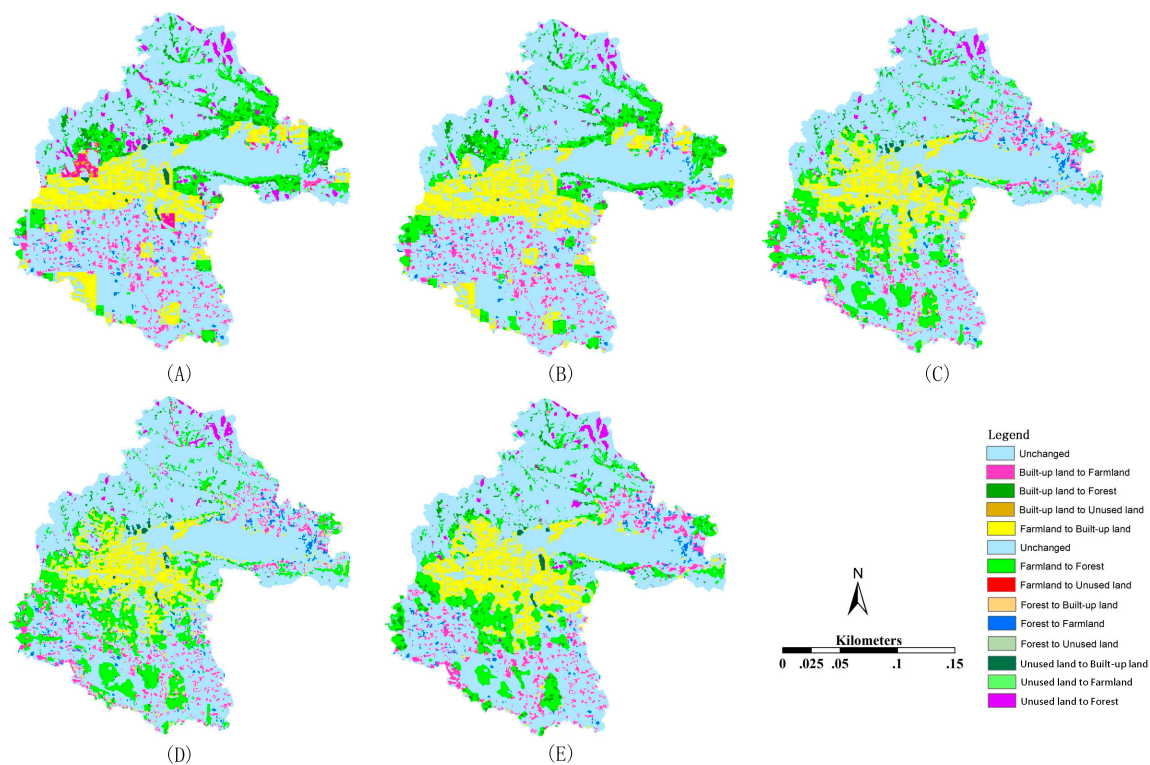 (A)
(B)
(C)
(D)
(E)
Legend
Unchanged
Built-up land to Farmland
Built-up land to Forest
Built-up land to Unused land
Farmland to Built-up land
Unchanged
Farmland to Forest
Farmland to Unused land
Forest to Built-up land
Forest to Farmland
Forest to Unused land
Unused land to Built-up land
Unused land to Farmland
Unused land to Forest
N
Kilometers
0 .025 .05 .1 .15